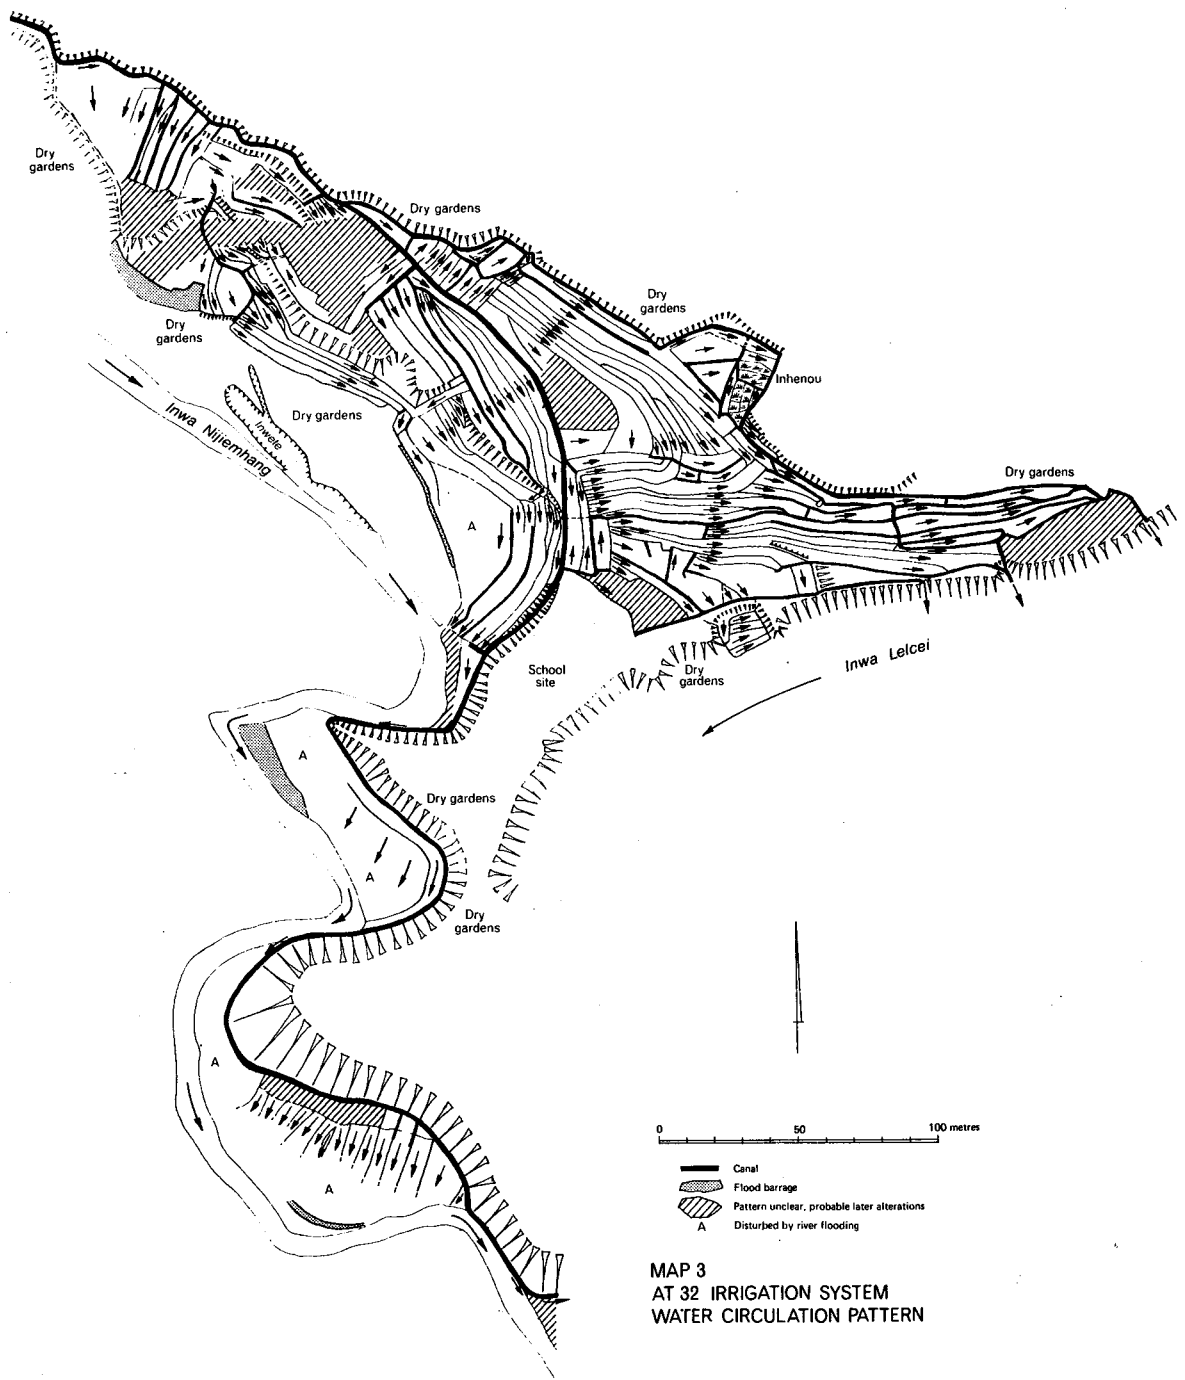 Dry
gardens
Dry gardens
Dry
gardens
Dry
gardens
Inhenou
Dry gardens
Inwele
Inwa Nijiemhang
Dry gardens
A
School
site
Dry
gardens
Inwa Lelcei
A
Dry gardens
A
Dry
gardens
A
A
0 50 100 metres
Canal
Flood barrage
Pattern unclear, probable later alterations
A Disturbed by river flooding
MAP 3
AT 32 IRRIGATION SYSTEM
WATER CIRCULATION PATTERN